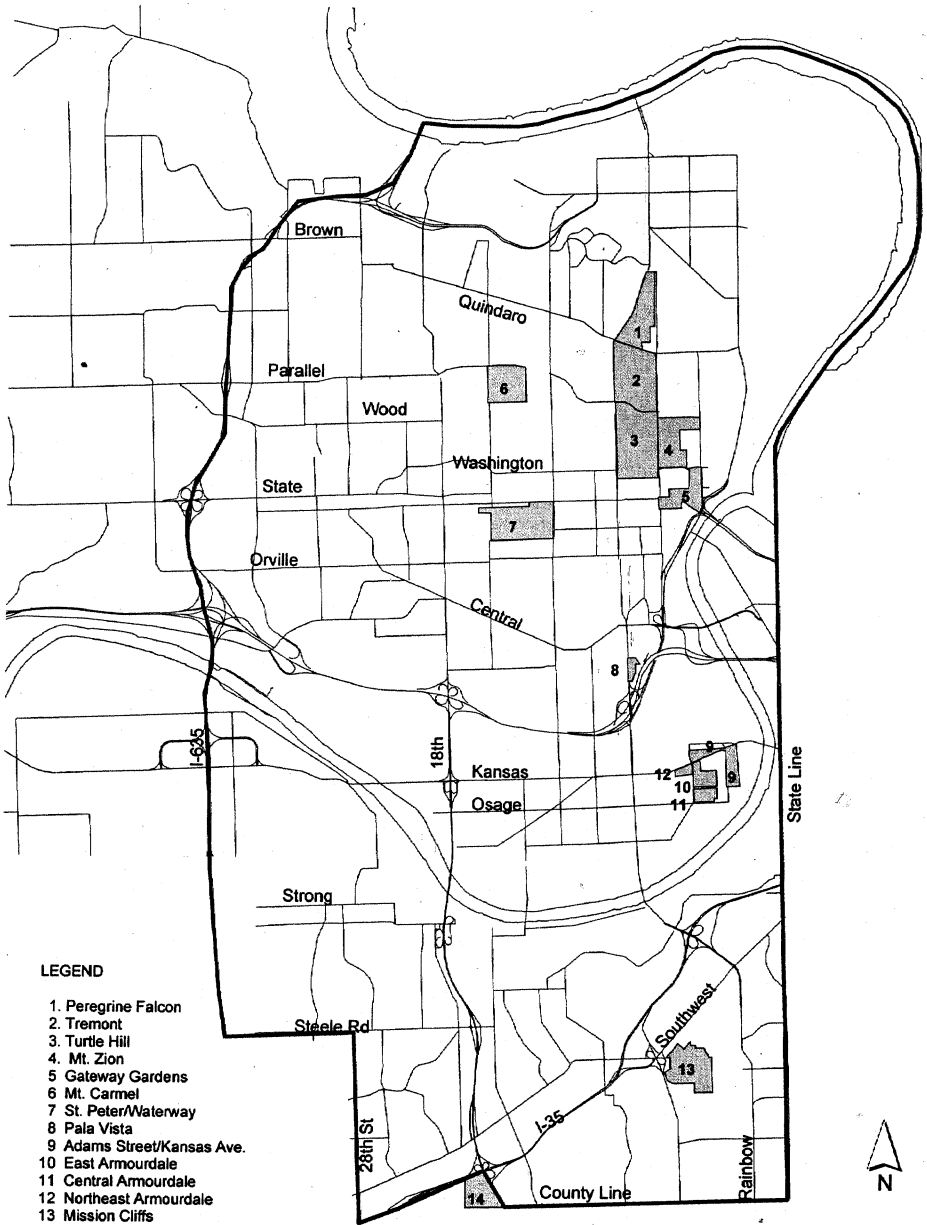 Brown
Quindaro
1
Parallel
2
6
Wood
3
4
Washington
State
5
7
Orville
Central
8
I-635
18th
9
Kansas
12
9
10
Osage
11
State Line
Strong
LEGEND
1. Peregrine Falcon
2. Tremont
3. Turtle Hill
4. Mt. Zion
5 Gateway Gardens
6 Mt. Carmel
7 St. Peter/Waterway
8 Pala Vista
9 Adams Street/Kansas Ave.
10 East Armourdale
11 Central Armourdale
12 Northeast Armourdale
13 Mission Cliffs
Steele Rd
Southwest
13
28th St
I-35
Rainbow
N
14
County Line